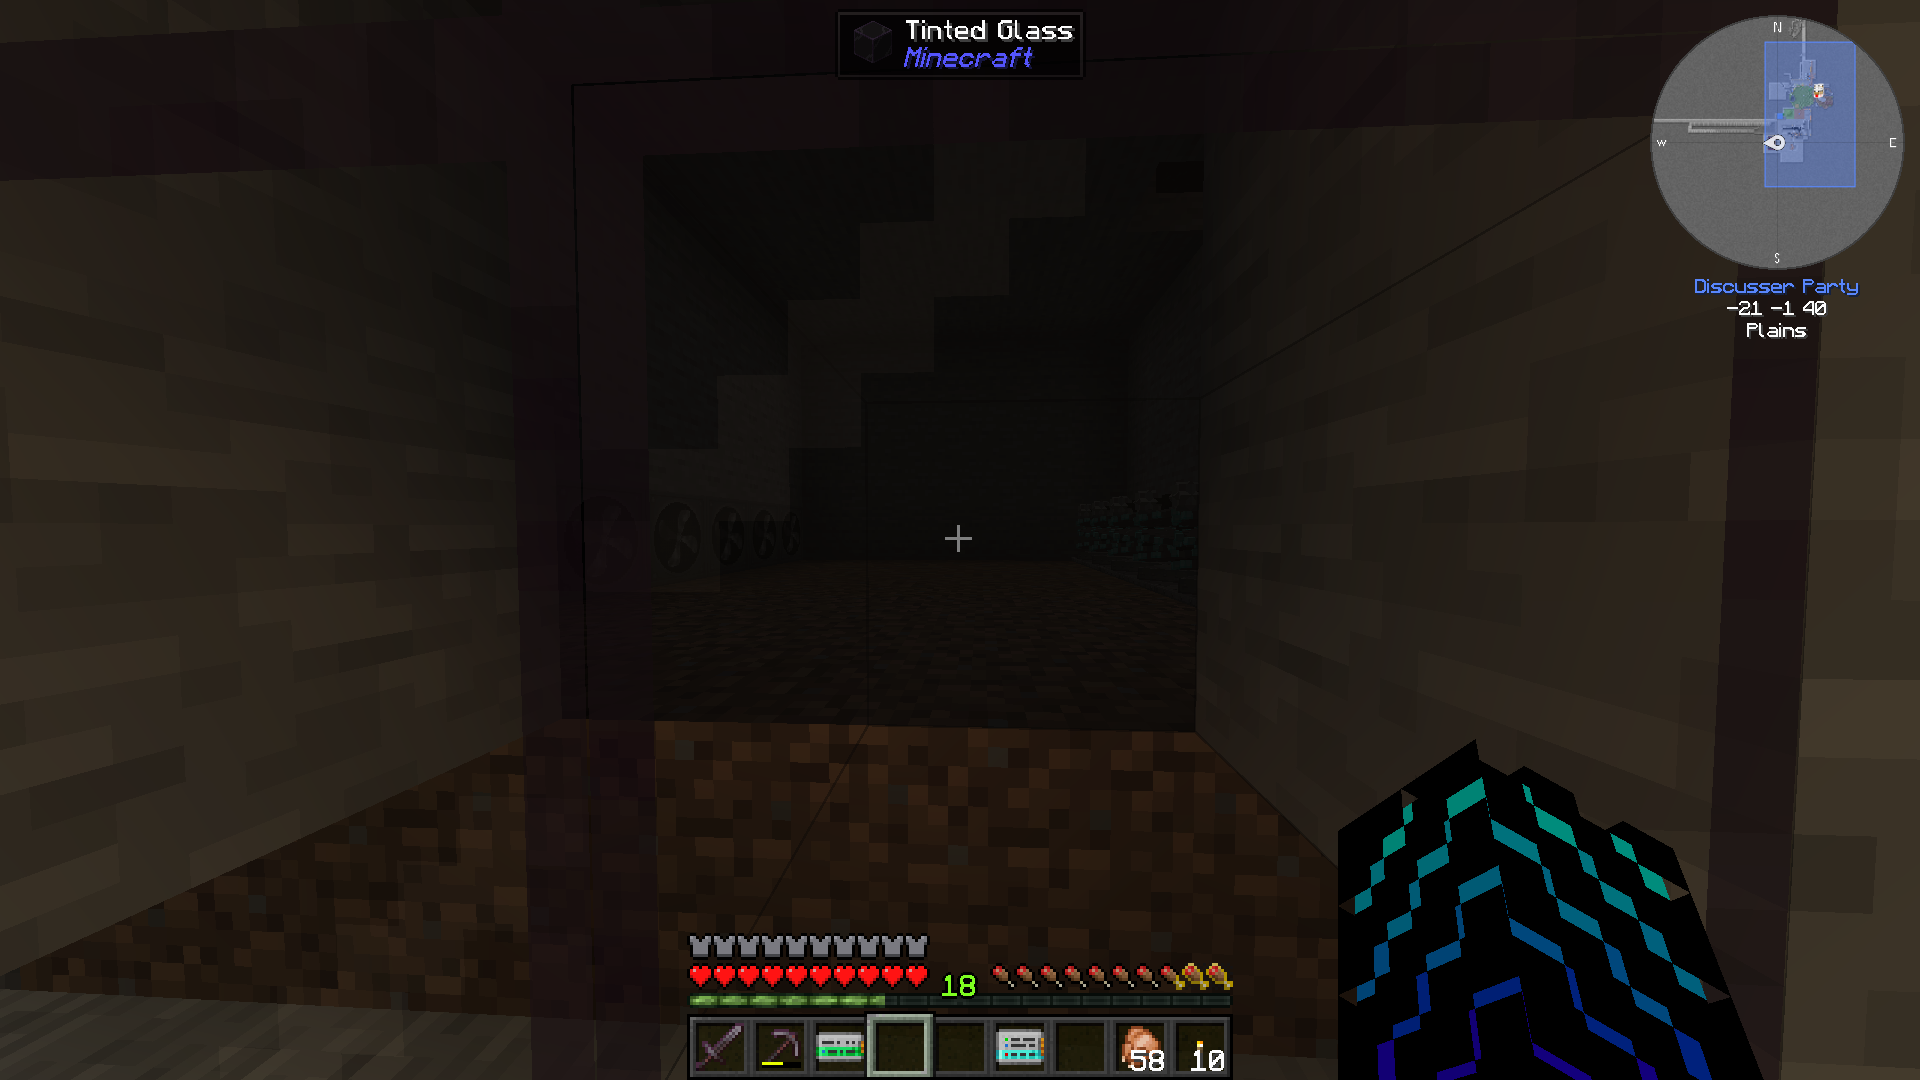 Tinted Glass
Minecraft
N
W
E
S
Discusser Party
-21 -1 40
Plains
18
58
10